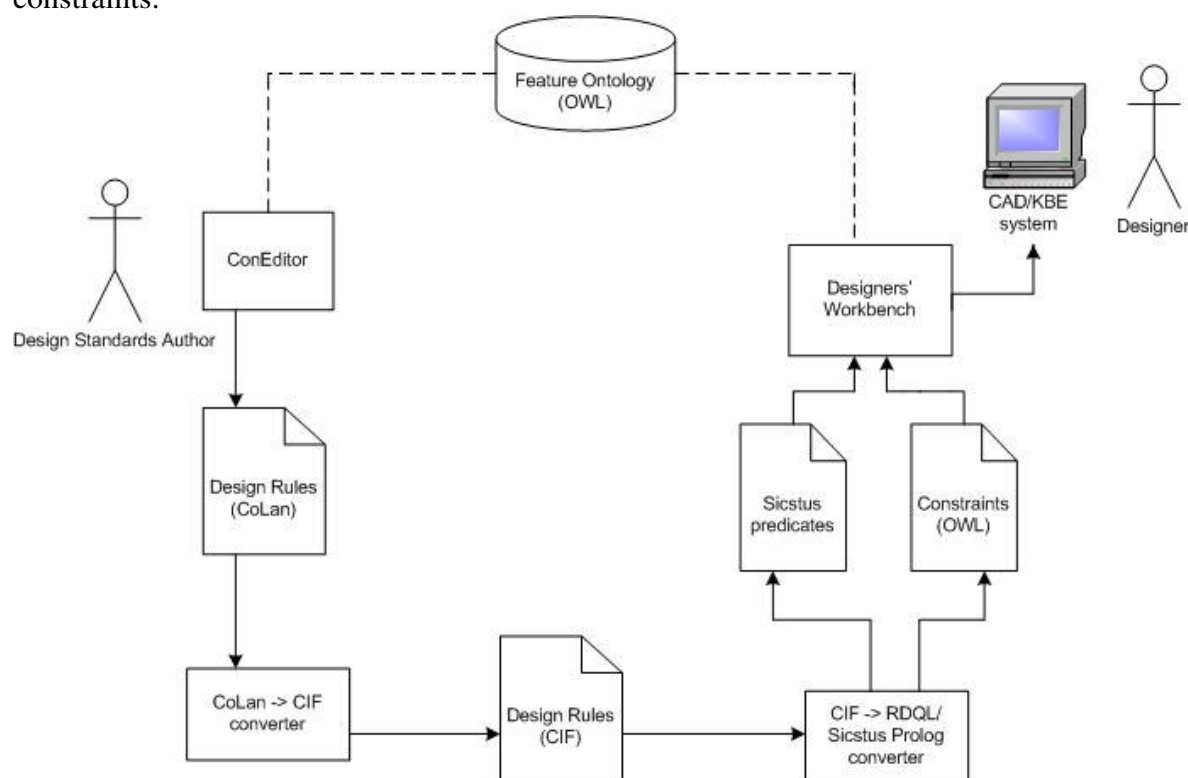 constraints.
Feature Ontology
(OWL)
CAD/KBE
system
Designer
ConEditor
Designers'
Workbench
Design Standards Author
Design Rules
(CoLan)
Sicstus
predicates
Constraints
(OWL)
CoLan -> CIF
converter
Design Rules
(CIF)
CIF -> RDQL/
Sicstus Prolog
converter